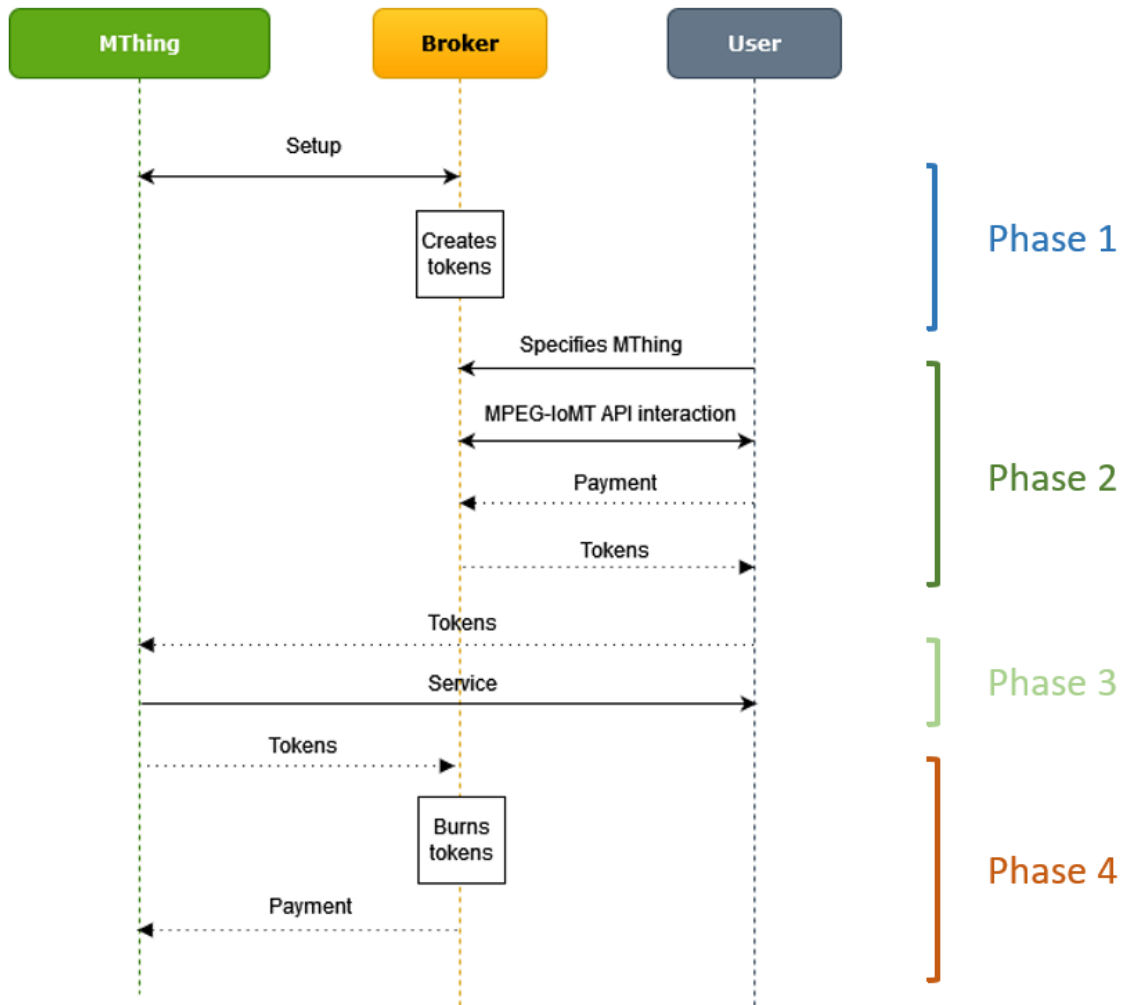 MThing
Broker
User
Setup
Creates
tokens
Phase 1
Specifies MThing
MPEG-IoMT API interaction
Payment
Phase 2
Tokens
Tokens
Service
Phase 3
Tokens
Burns
tokens
Phase 4
Payment